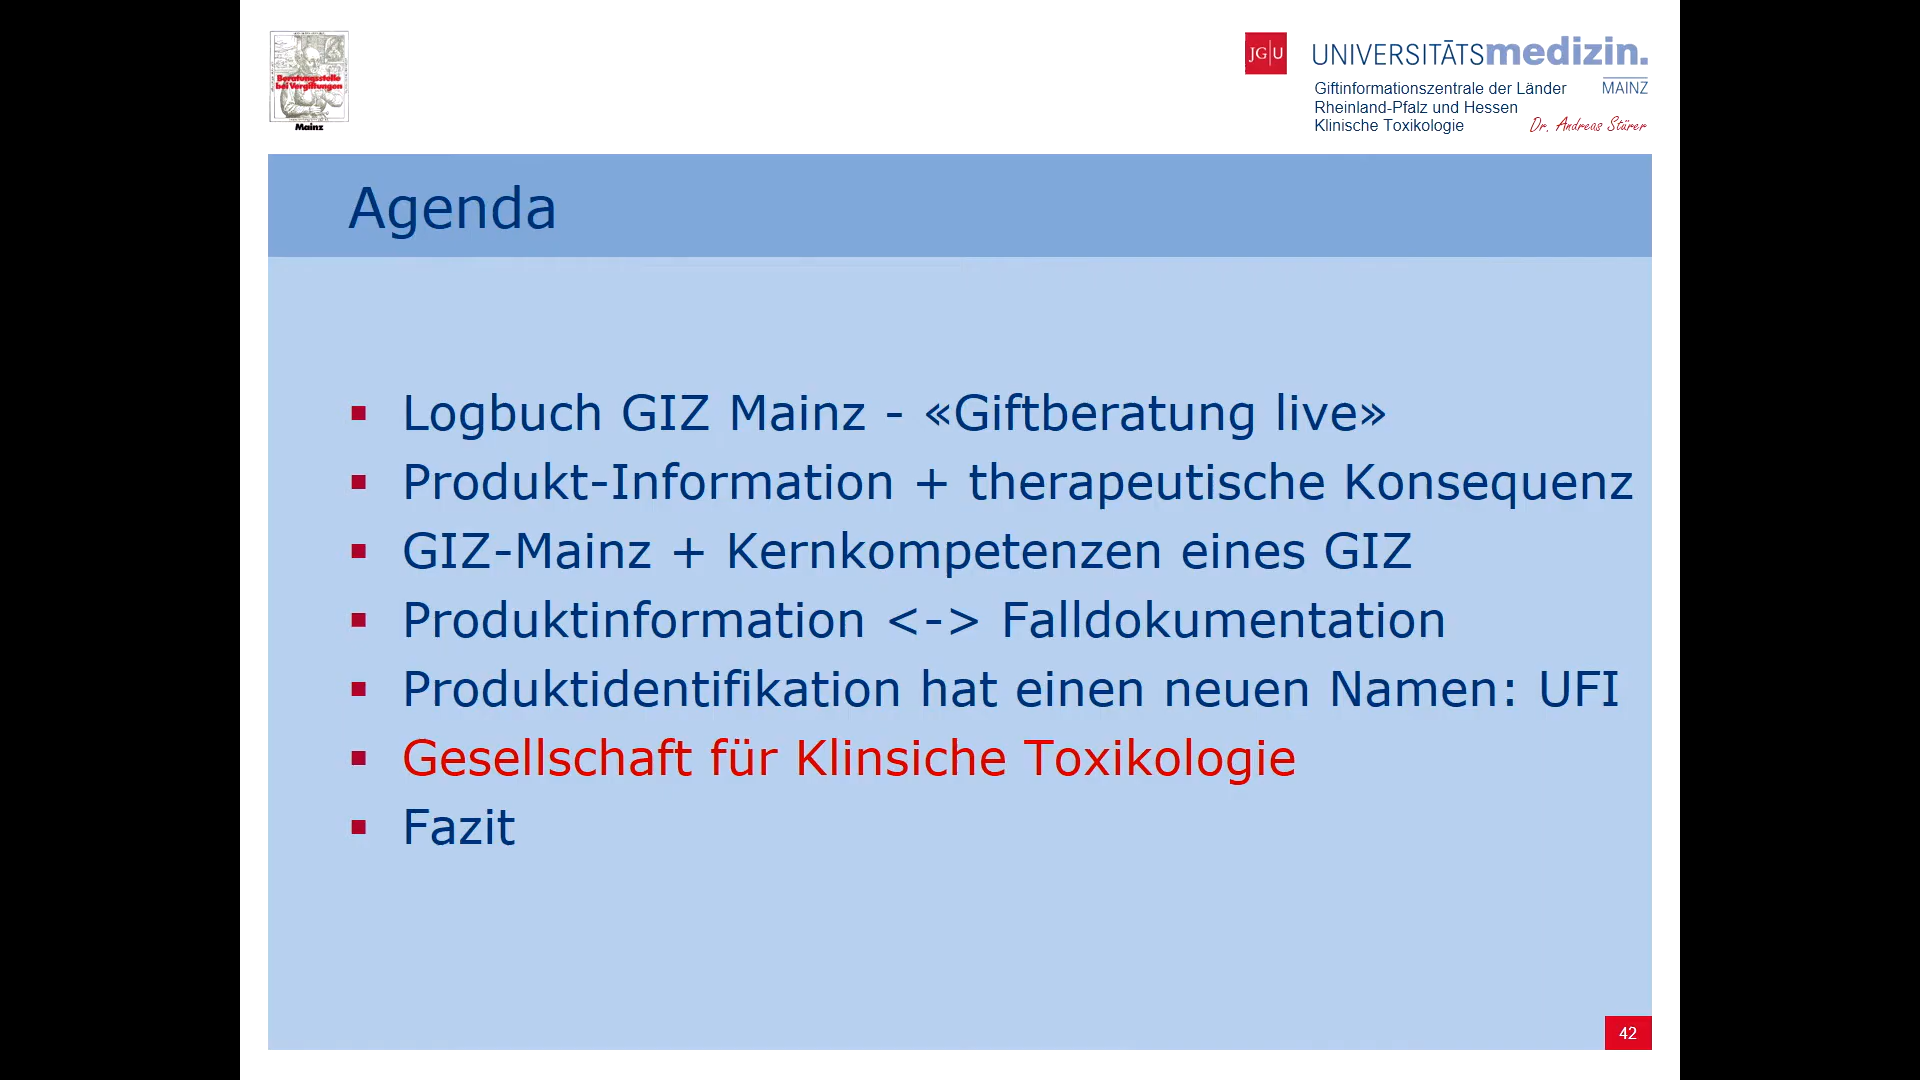 Beratungsstelle
bei Vergiftungen
Mainz
JG|U
UNIVERSITĀTSmedizin.
MAINZ
Giftinformationszentrale der Länder
Rheinland-Pfalz und Hessen
Klinische Toxikologie
Dr. Andreas Stürer
Agenda
▪ Logbuch GIZ Mainz - «Giftberatung live»
▪ Produkt-Information + therapeutische Konsequenz
▪ GIZ-Mainz + Kernkompetenzen eines GIZ
▪ Produktinformation <-> Falldokumentation
▪ Produktidentifikation hat einen neuen Namen: UFI
▪ Gesellschaft für Klinsiche Toxikologie
▪ Fazit
42